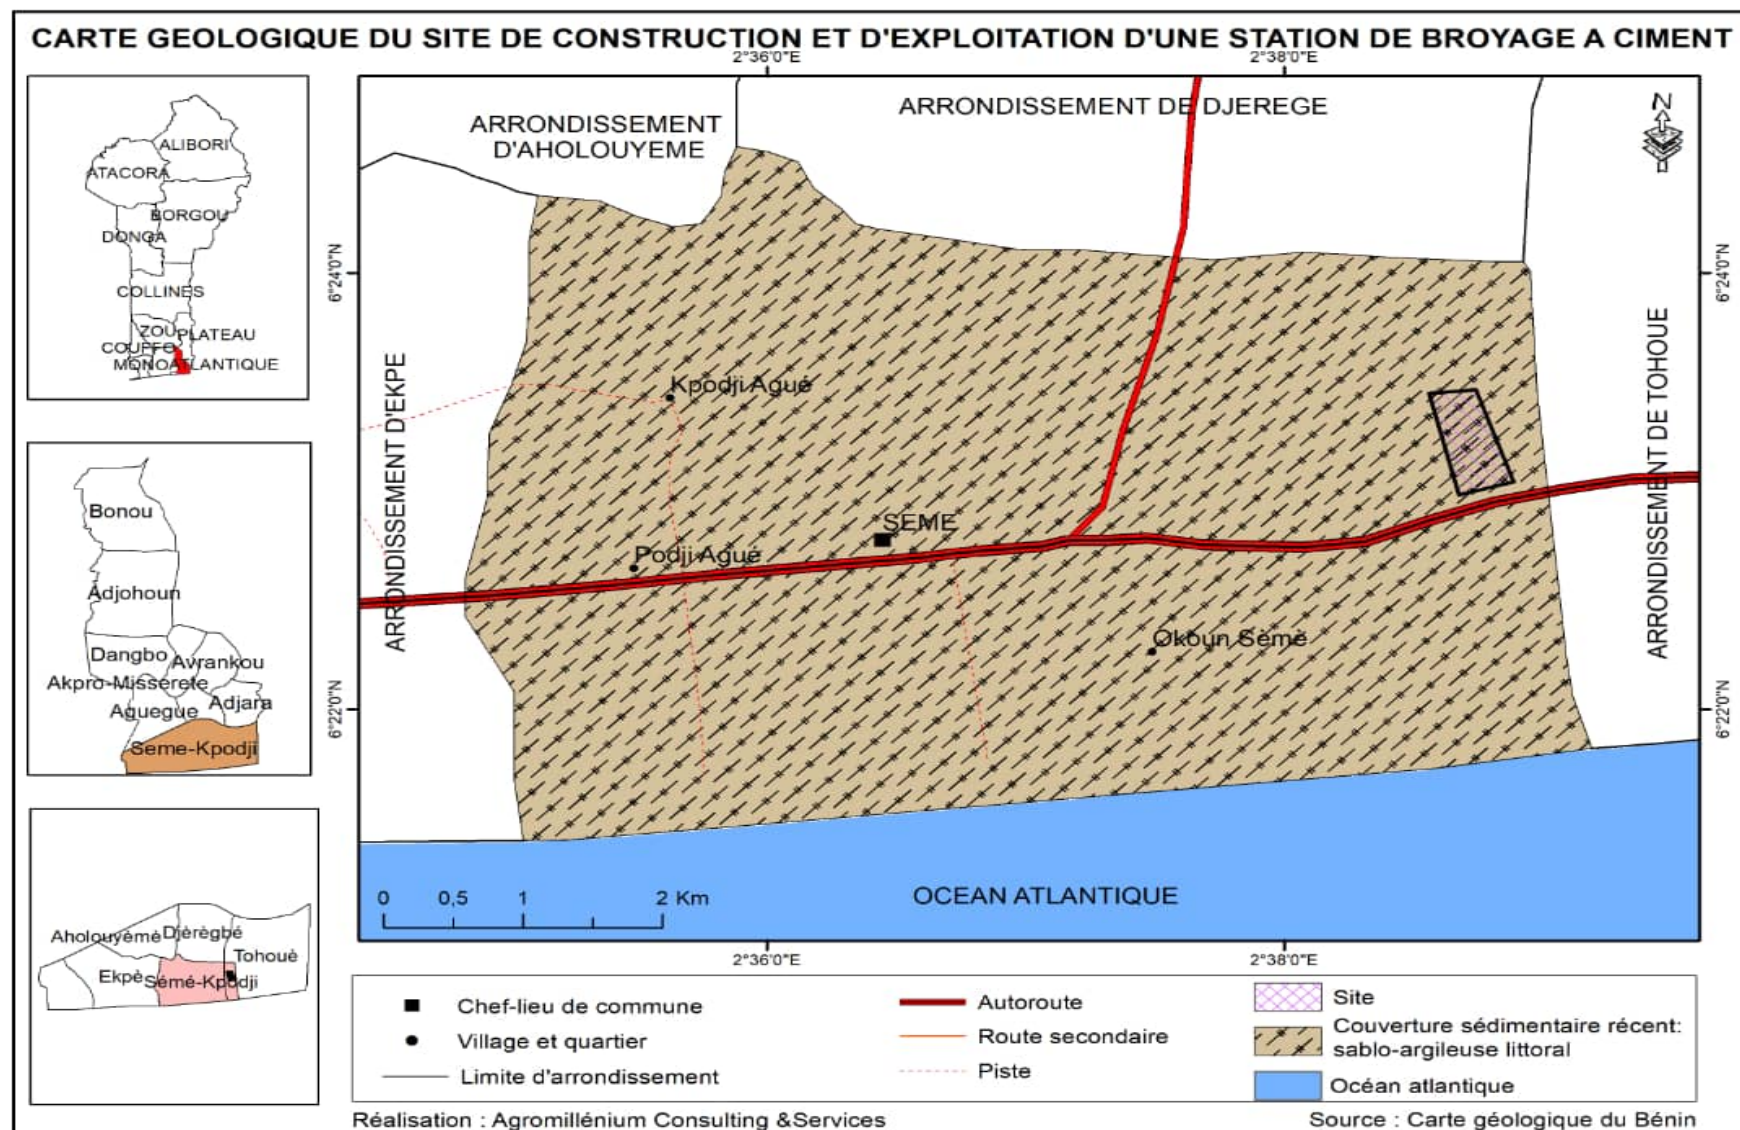 CARTE GEOLOGIQUE DU SITE DE CONSTRUCTION ET D'EXPLOITATION D'UNE STATION DE BROYAGE A CIMENT
2°36'0"E
2°38'0"E
ALIBORI
ATACORA
BORGOU
DONGA
COLLINES
ZOU
PLATEAU
COUFFO
MONO
ATLANTIQUE
Bonou
Adjohoun
Dangbo
Avrankou
Akpro-Misserete
Aguegue
Adjara
Seme-Kpodji
Aholouyèmè
Djèrègbé
Tohouè
Ekpè
Sémé-Kpodji
ARRONDISSEMENT
D'AHOLOUYEME
ARRONDISSEMENT DE DJEREGE
N
6°24'0"N
6°24'0"N
ARRONDISSEMENT D'EKPE
ARRONDISSEMENT DE TOHOUE
Kpodji Agué
SEME
Podji Agué
Okoun Sèmè
6°22'0"N
6°22'0"N
0 0,5 1 2 Km
OCEAN ATLANTIQUE
2°36'0"E
2°38'0"E
Chef-lieu de commune
Village et quartier
Limite d'arrondissement
Autoroute
Route secondaire
Piste
Site
Couverture sédimentaire récent:
sablo-argileuse littoral
Océan atlantique
Réalisation : Agromillénium Consulting &Services
Source : Carte géologique du Bénin